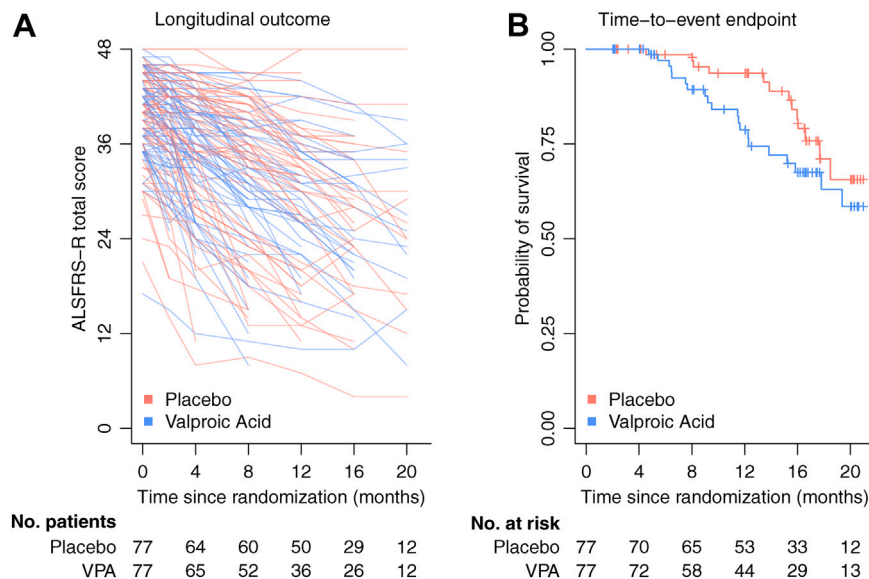 A
Longitudinal outcome
ALSFRS−R total score
48
36
24
12
0
Placebo
Valproic Acid
0 4 8 12 16 20
Time since randomization (months)
No. patients
Placebo 77 64 60 50 29 12
VPA 77 65 52 36 26 12
B
Time−to−event endpoint
Probability of survival
1.00
0.75
0.50
0.25
0.00
Placebo
Valproic Acid
0 4 8 12 16 20
Time since randomization (months)
No. at risk
Placebo 77 70 65 53 33 12
VPA 77 72 58 44 29 13